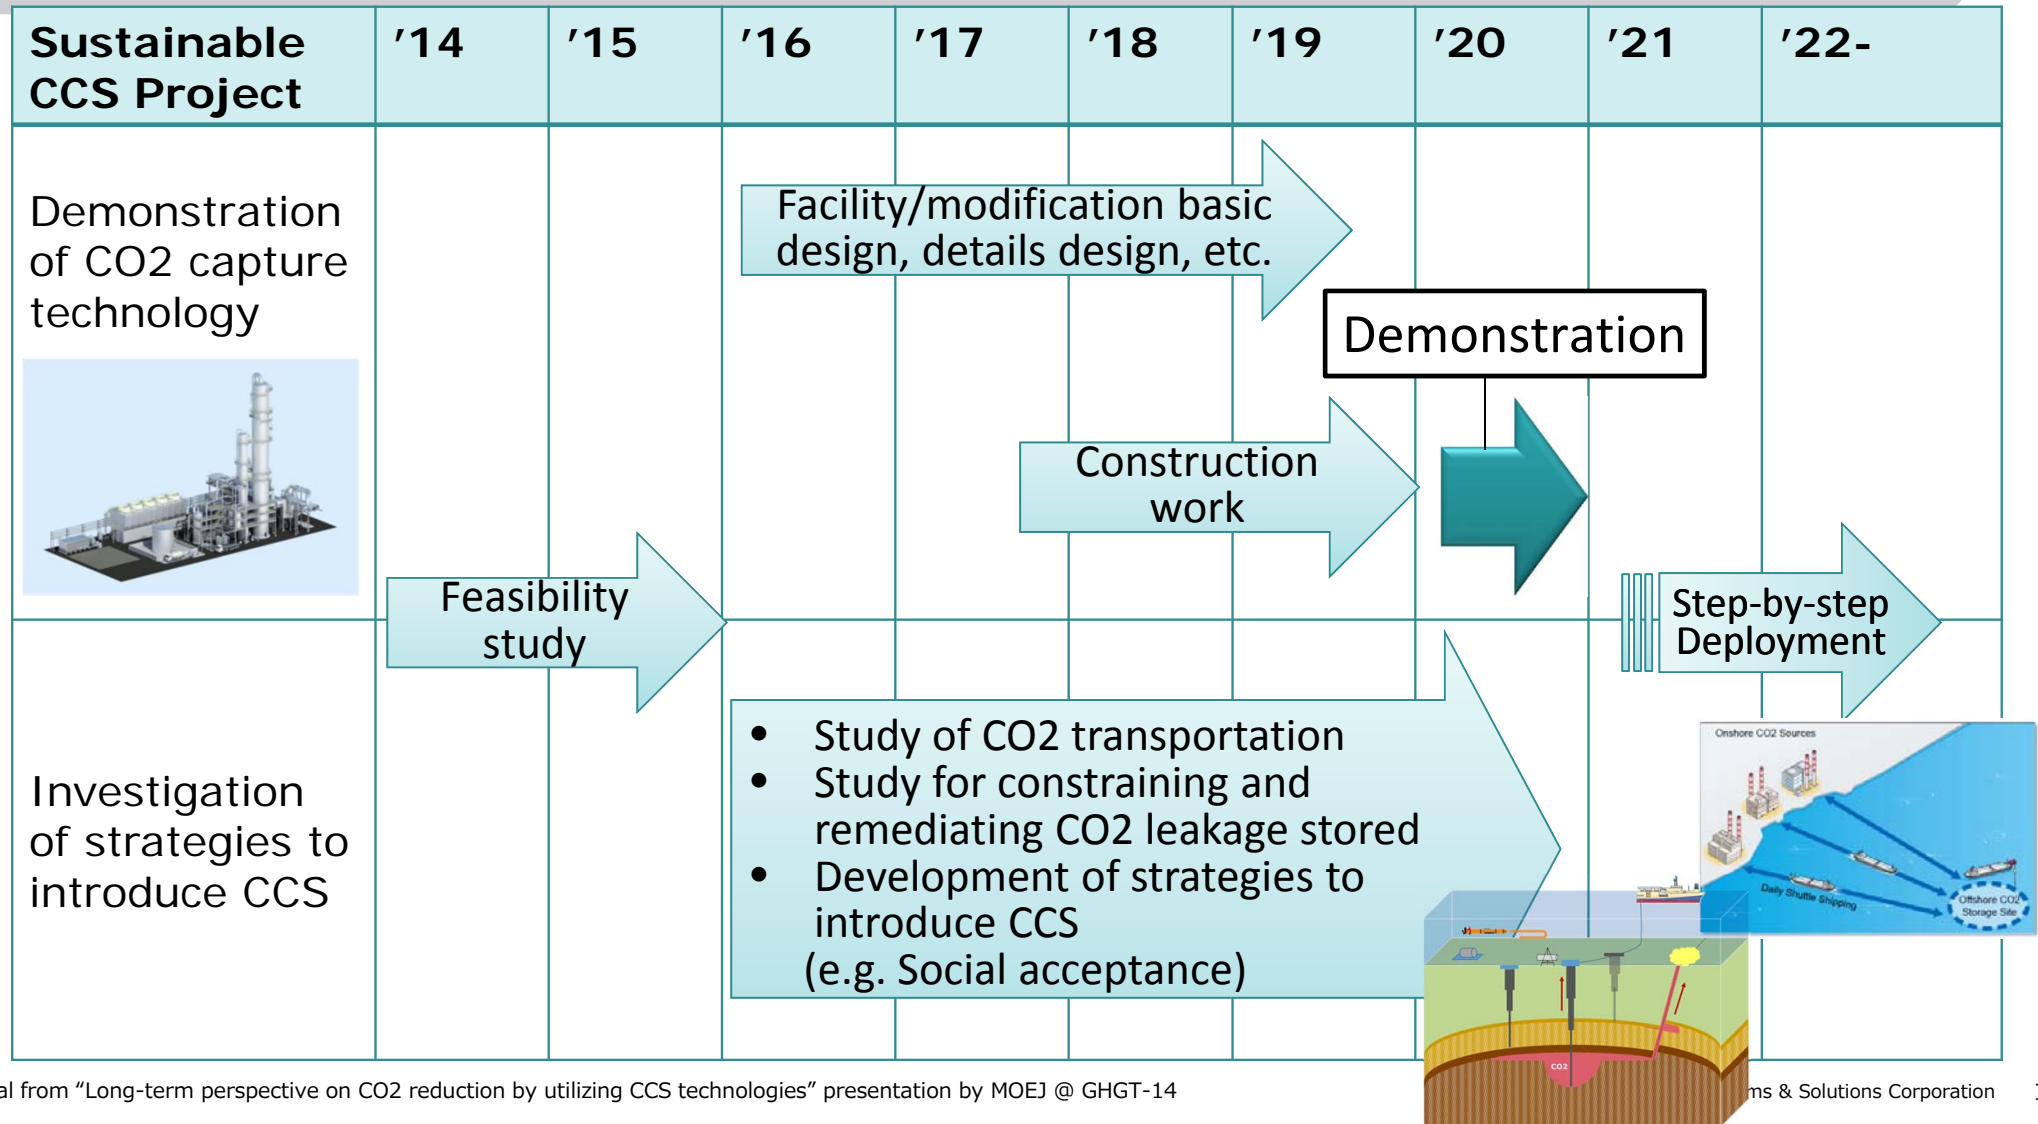 Sustainable
CCS Project
’14
’15
’16
’17
’18
’19
’20
’21
’22-
Demonstration
of CO2 capture
technology
Facility/modification basic
design, details design, etc.
Demonstration
Construction
work
Feasibility
study
Step-by-step
Deployment
Investigation
of strategies to
introduce CCS
• Study of CO2 transportation
• Study for constraining and
remediating CO2 leakage stored
• Development of strategies to
introduce CCS
(e.g. Social acceptance)
Onshore CO2 Sources
Daily Shuttle Shipping
Offshore CO2
Storage Site
CO2
from “Long-term perspective on CO2 reduction by utilizing CCS technologies” presentation by MOEJ @ GHGT-14
& Solutions Corporation